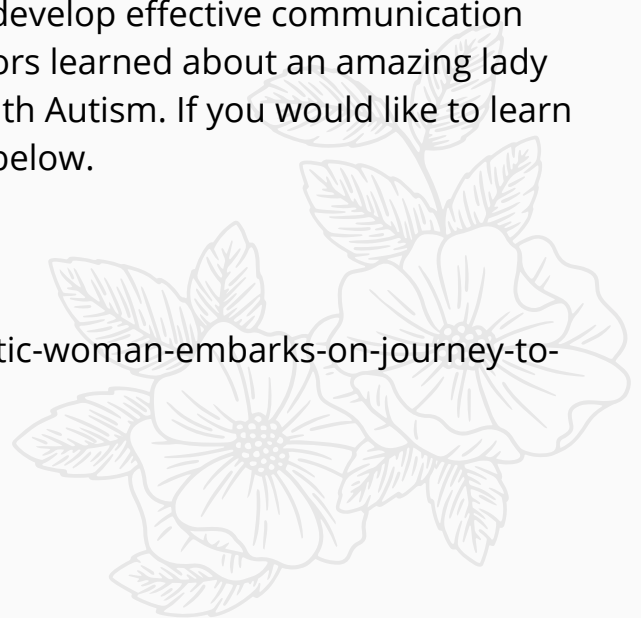 develop effective communication
ors learned about an amazing lady
th Autism. If you would like to learn
below.
tic-woman-embarks-on-journey-to-